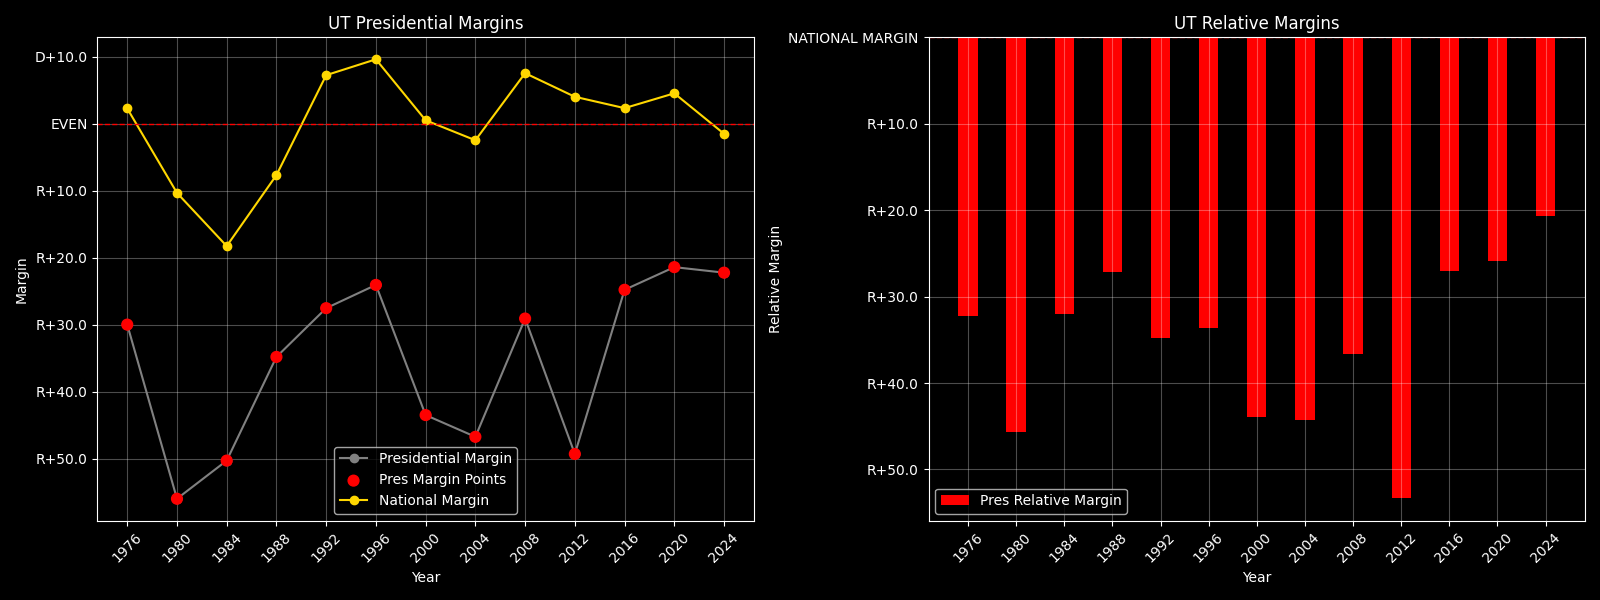 UT Presidential Margins
D+10.0
EVEN
R+10.0
R+20.0
R+30.0
R+40.0
R+50.0
Margin
Presidential Margin
Pres Margin Points
National Margin
1976 1980 1984 1988 1992 1996 2000 2004 2008 2012 2016 2020 2024
Year
UT Relative Margins
NATIONAL MARGIN
R+10.0
R+20.0
R+30.0
R+40.0
R+50.0
Relative Margin
Pres Relative Margin
1976 1980 1984 1988 1992 1996 2000 2004 2008 2012 2016 2020 2024
Year